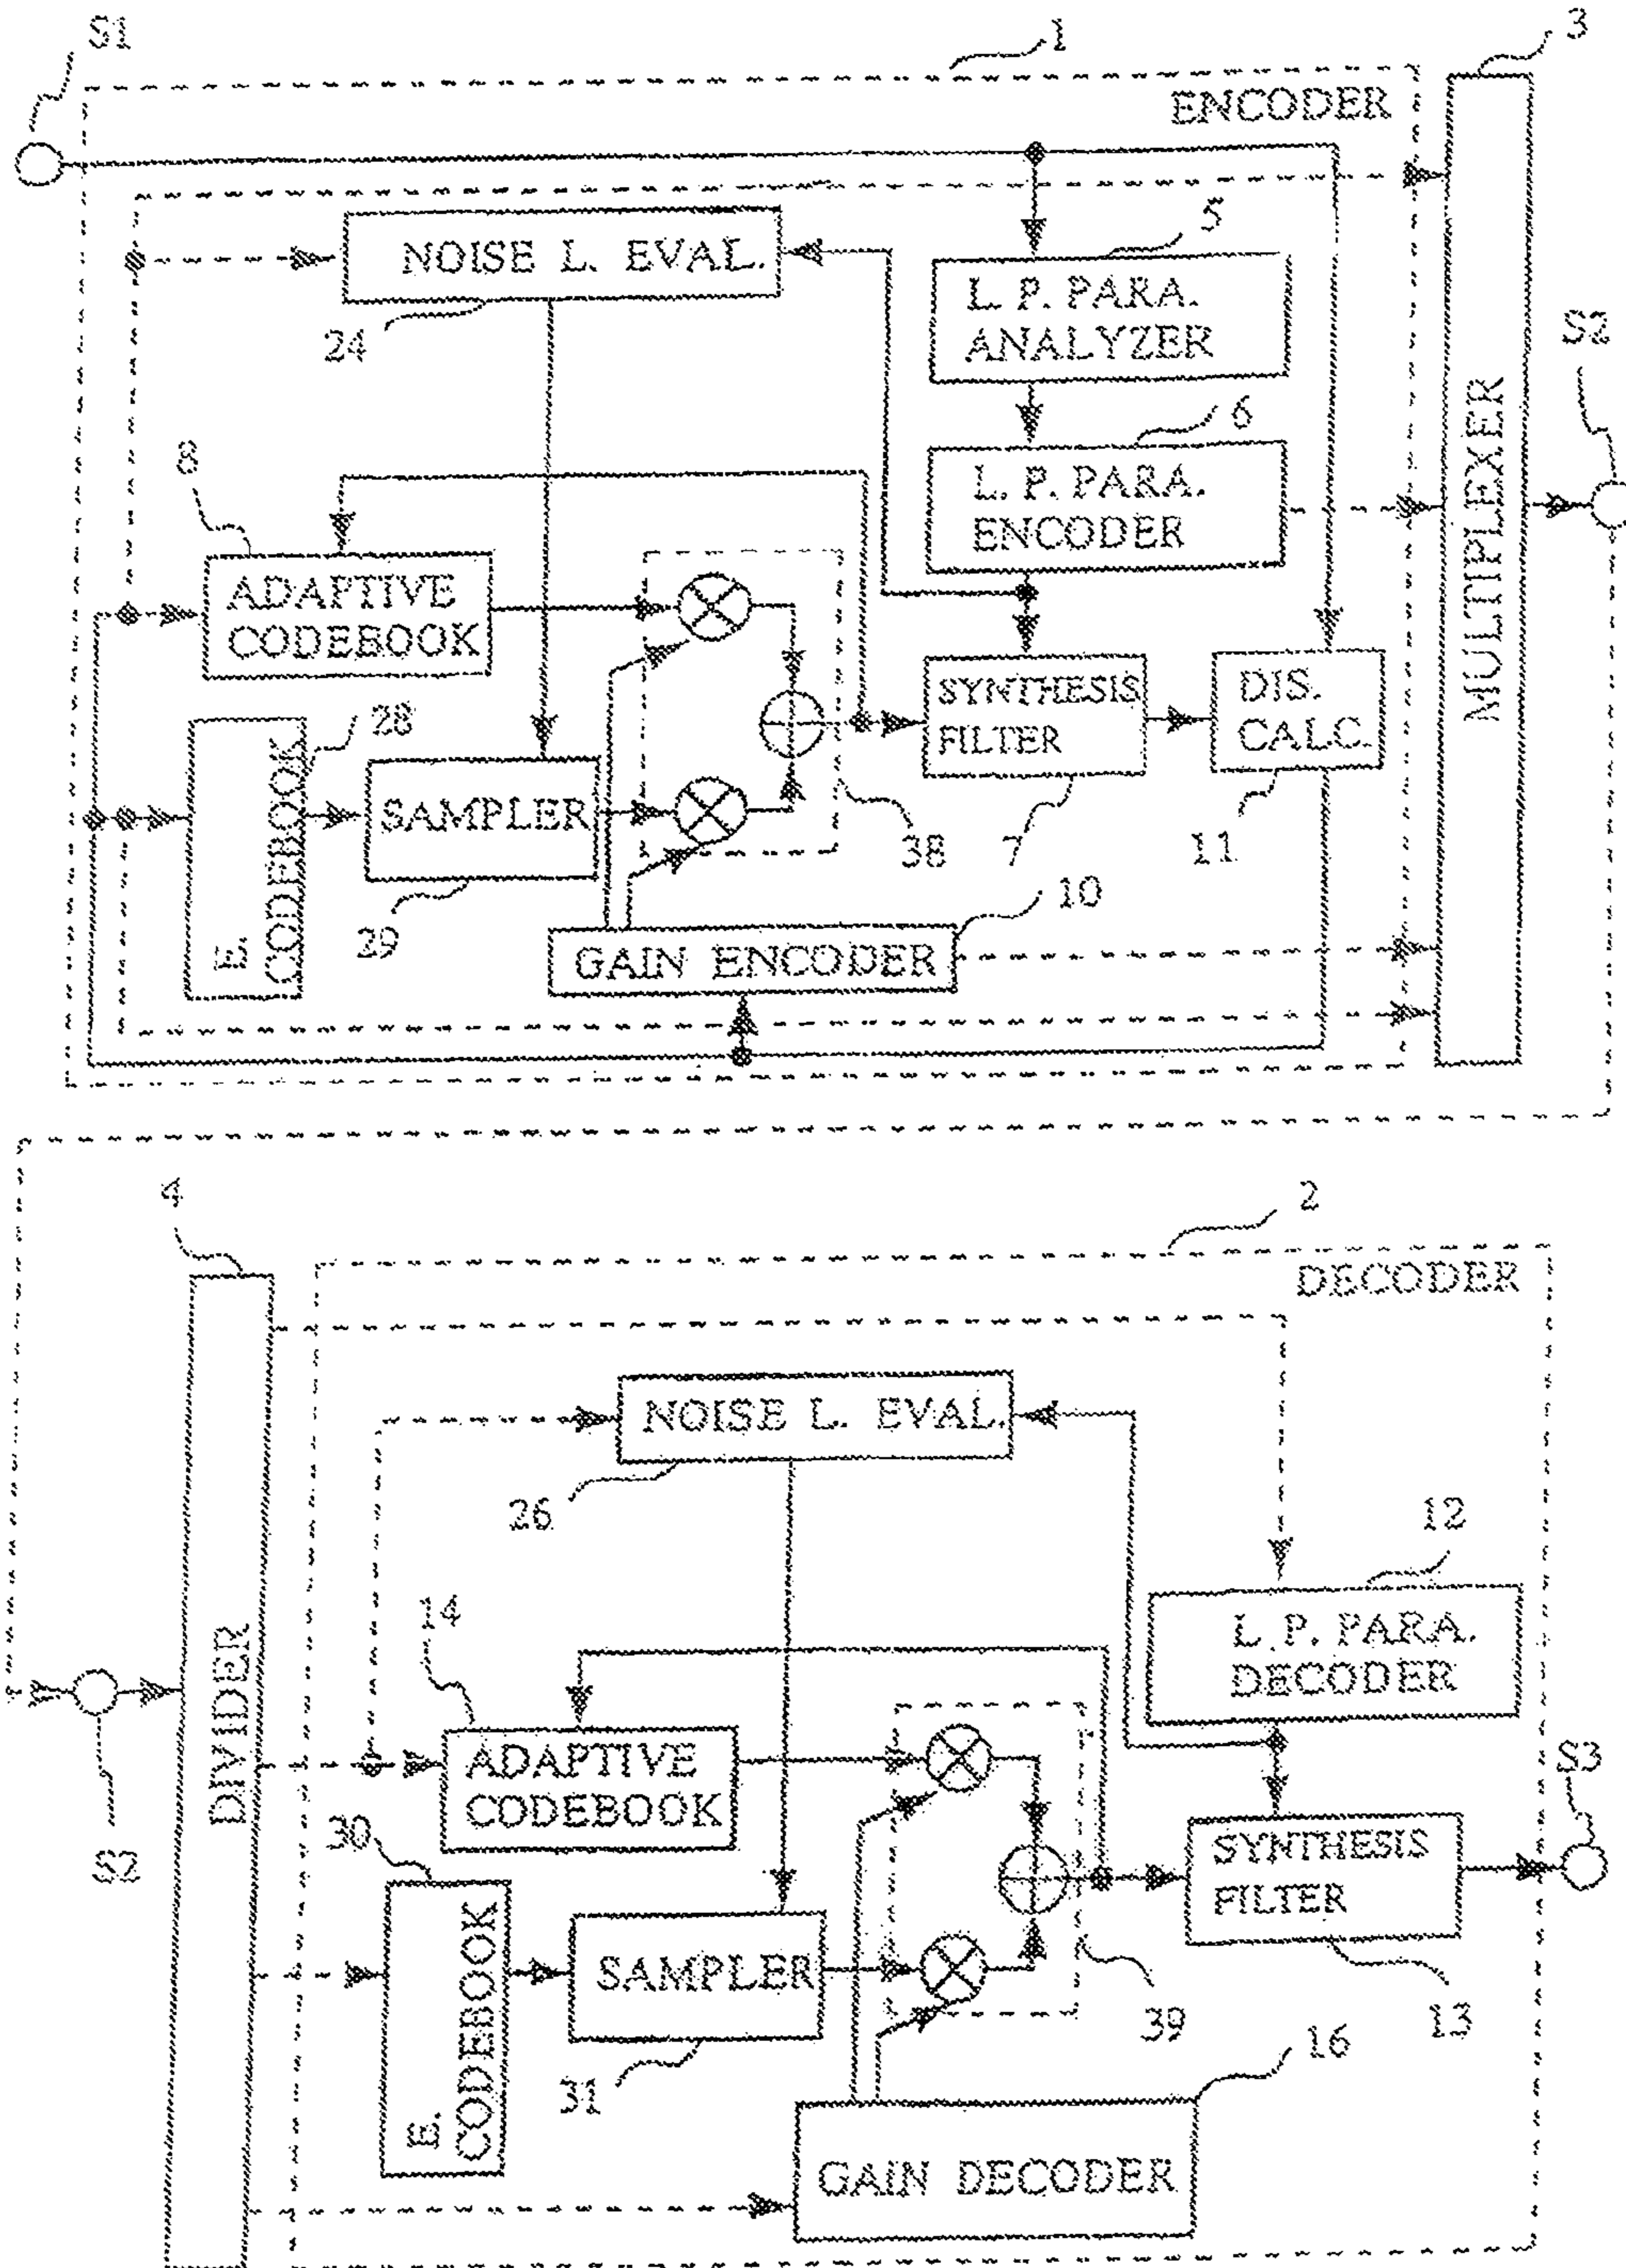 S1
1
3
ENCODER
NOISE L. EVAL.
24
5
L. P. PARA.
ANALYZER
S2
6
L. P. PARA.
ENCODER
MULTIPLEXER
8
ADAPTIVE
CODEBOOK
28
E.
CODEBOOK
SAMPLER
29
38
SYNTHESIS
FILTER
7
DIS.
CALC.
11
10
GAIN ENCODER
4
2
DECODER
NOISE L. EVAL.
26
12
L. P. PARA.
DECODER
14
ADAPTIVE
CODEBOOK
DIVIDER
S2
30
E.
CODEBOOK
SAMPLER
31
39
SYNTHESIS
FILTER
13
S3
16
GAIN DECODER